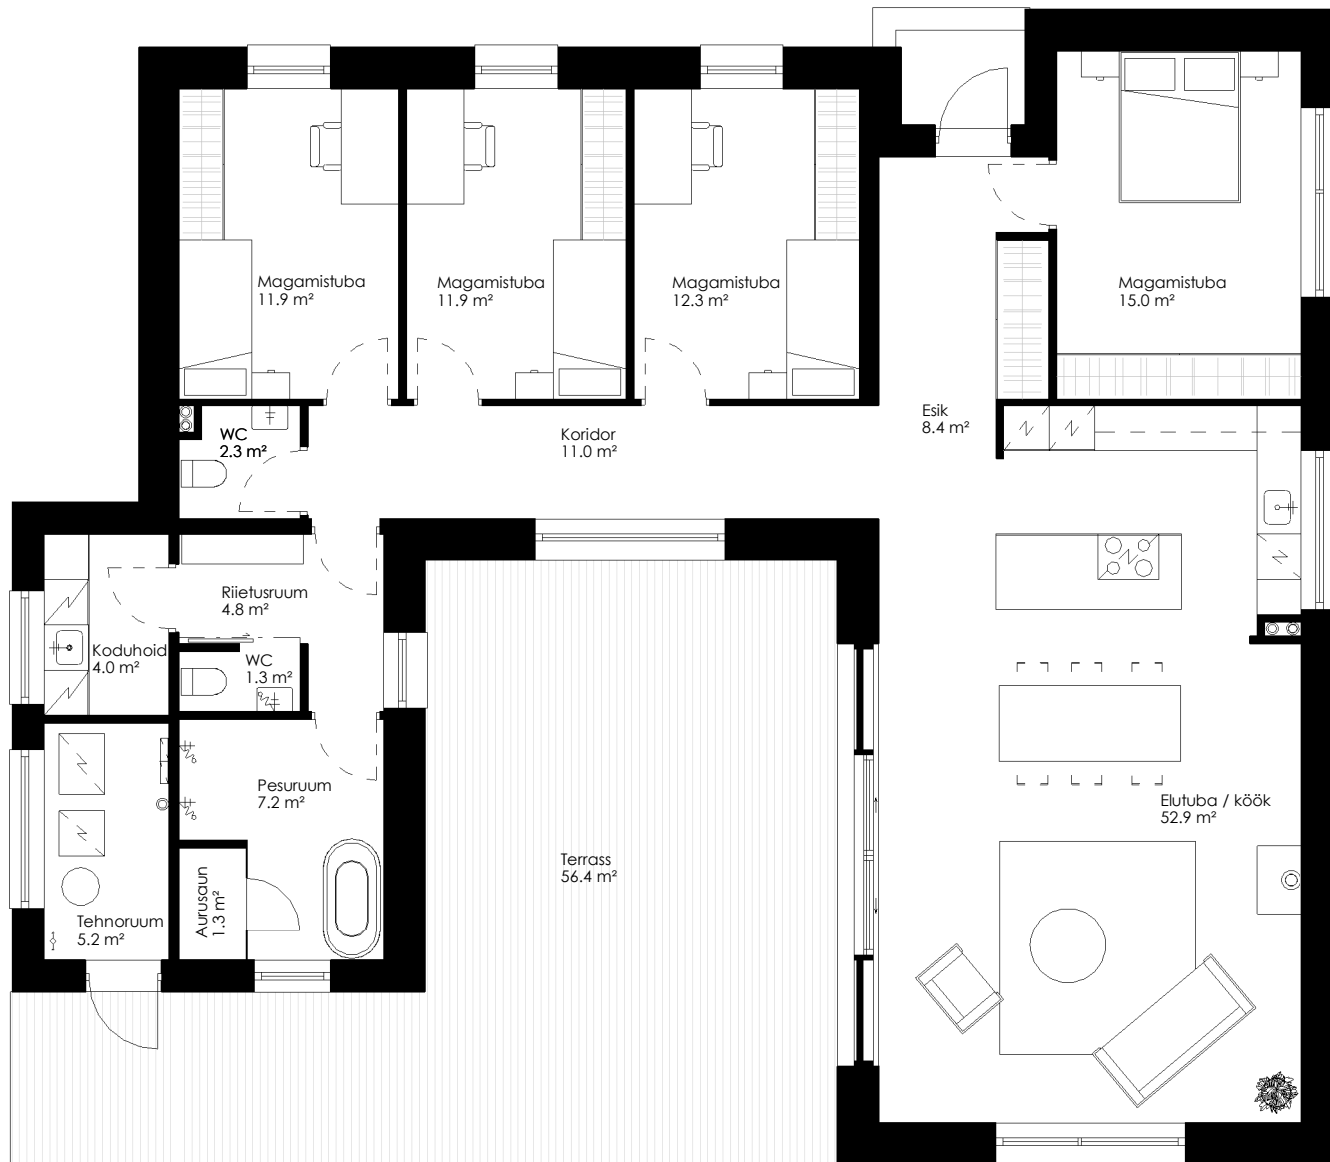 Magamistuba
11.9 m²
Magamistuba
11.9 m²
Magamistuba
12.3 m²
Magamistuba
15.0 m²
WC
2.3 m²
Koridor
11.0 m²
Esik
8.4 m²
Riietusruum
4.8 m²
Koduhoid
4.0 m²
WC
1.3 m²
Pesuruum
7.2 m²
Elutuba / köök
52.9 m²
Terrass
56.4 m²
Aurusaun
1.3 m²
Tehnoruum
5.2 m²